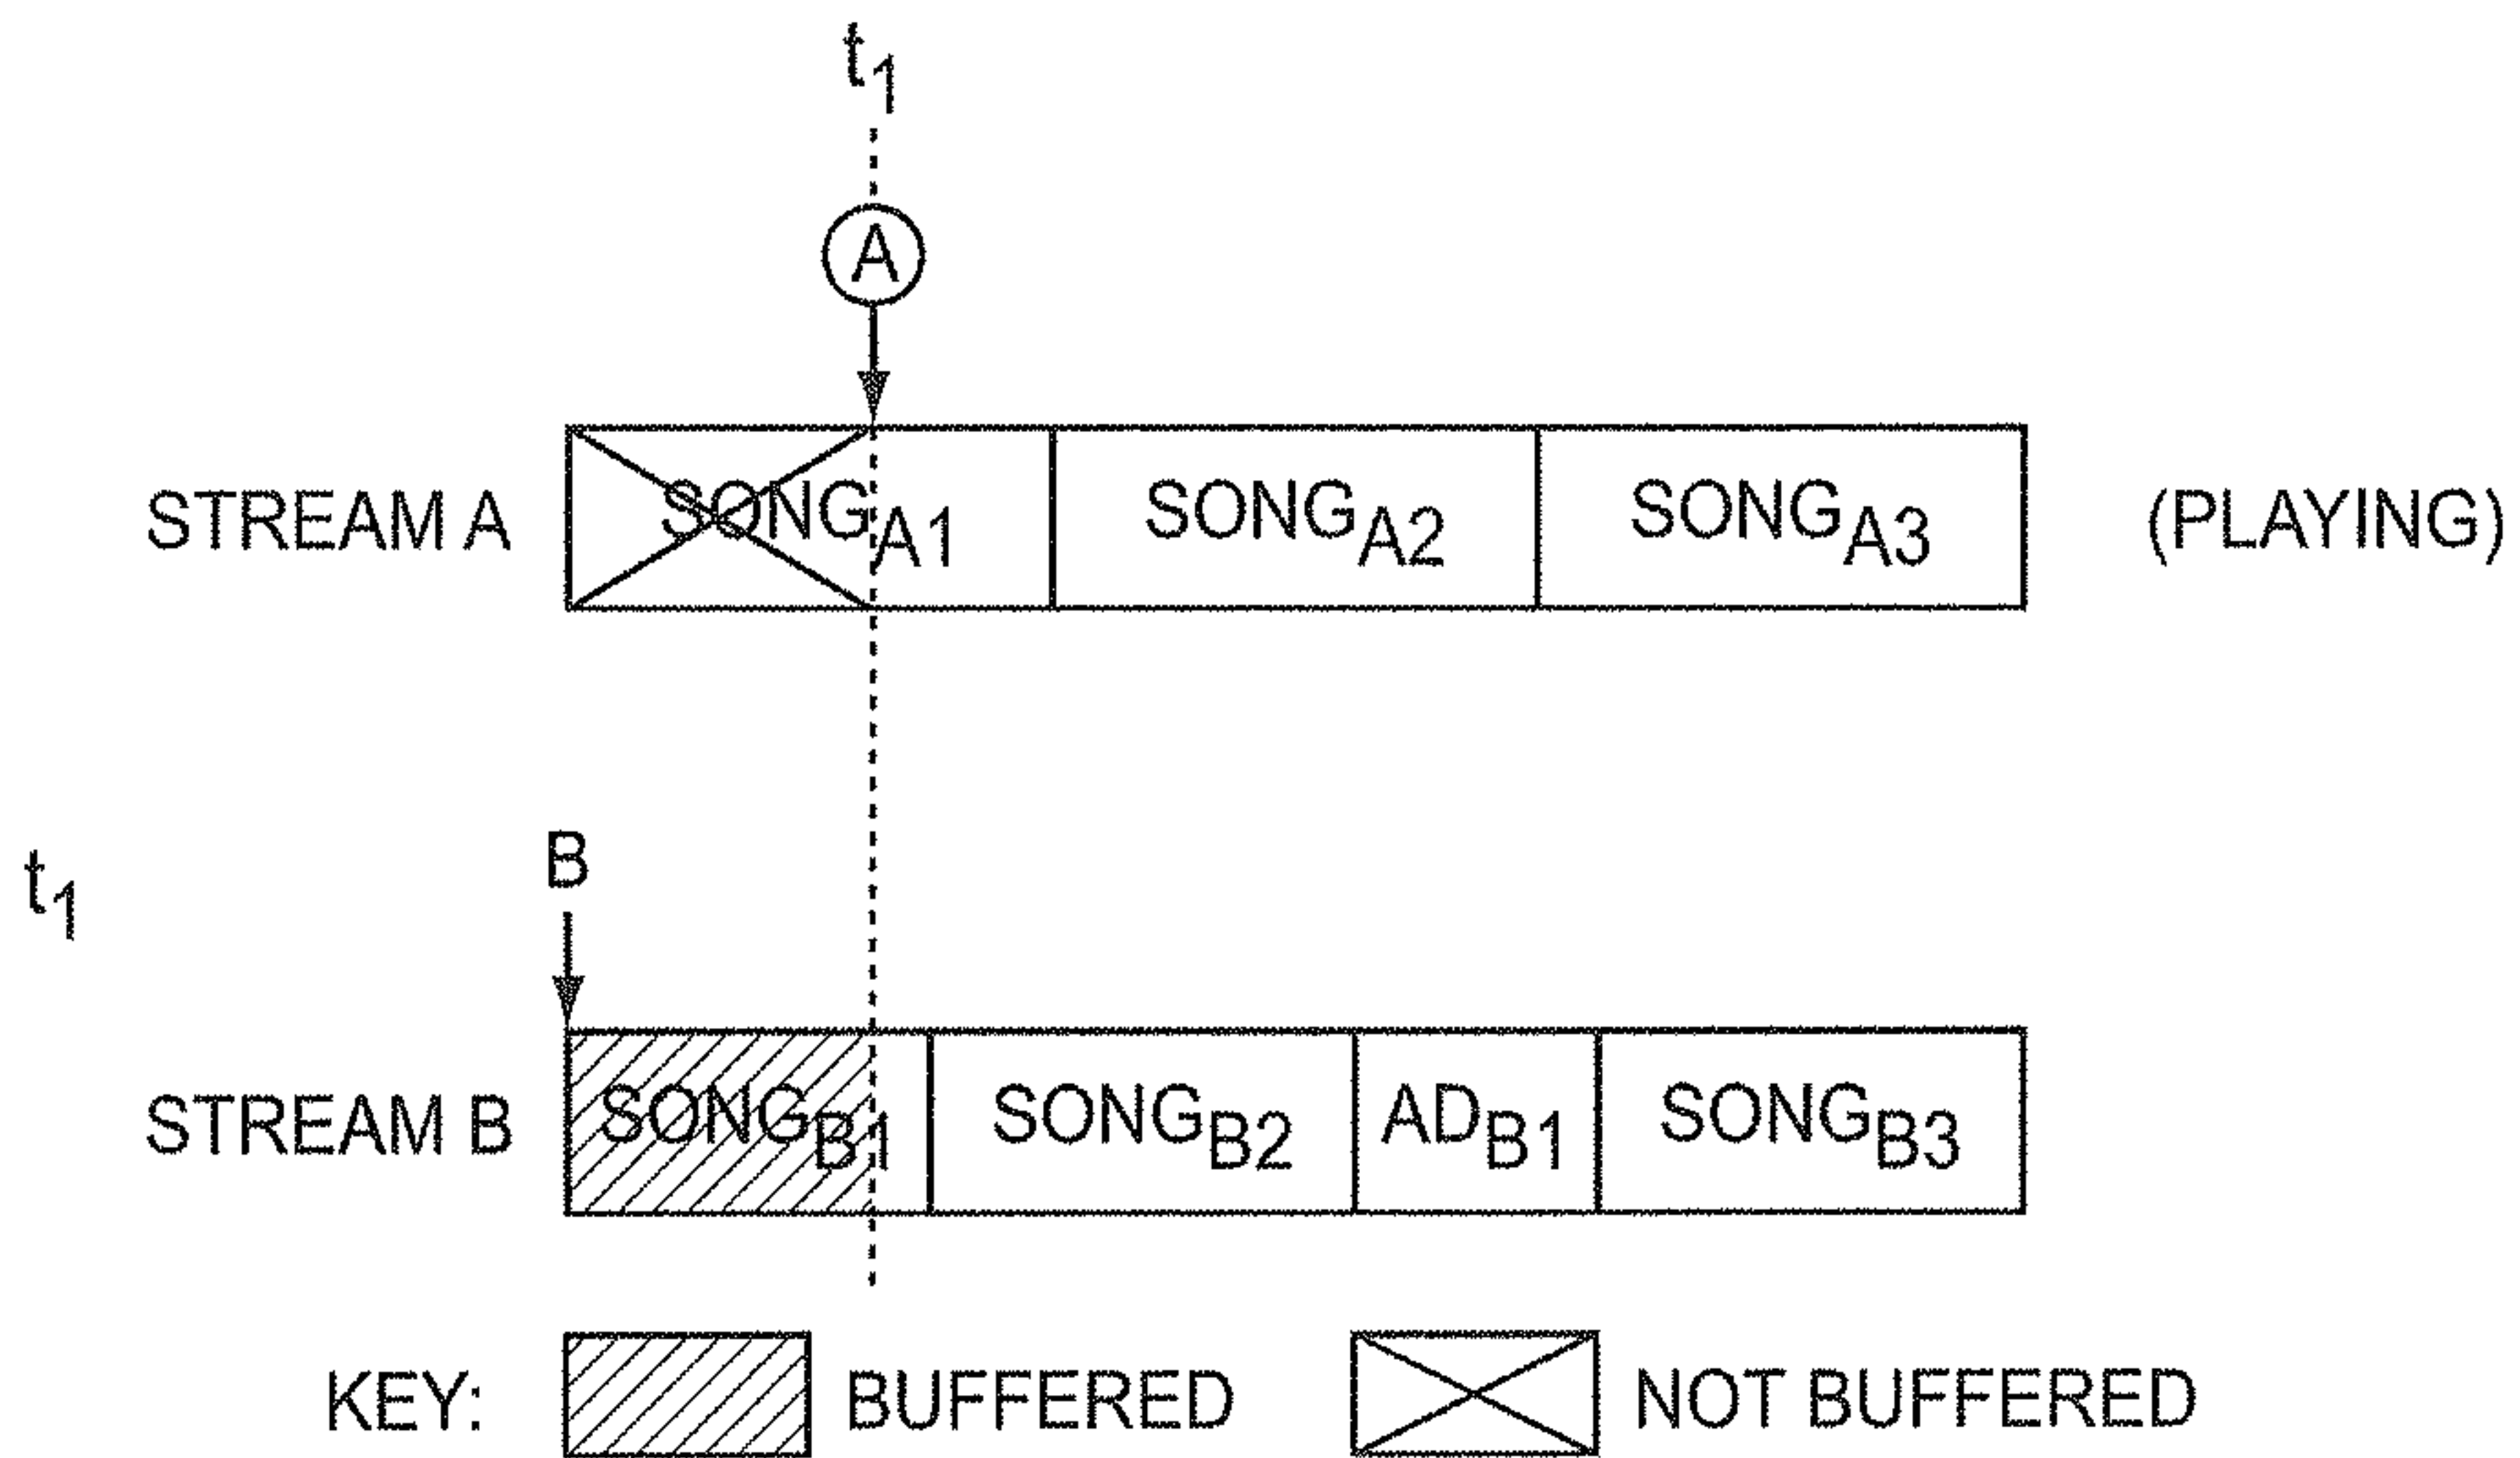 t1
A
STREAM A SONGA1 SONGA2 SONGA3 (PLAYING)
B
t1
STREAM B SONGB1 SONGB2 ADB1 SONGB3
KEY: BUFFERED NOT BUFFERED